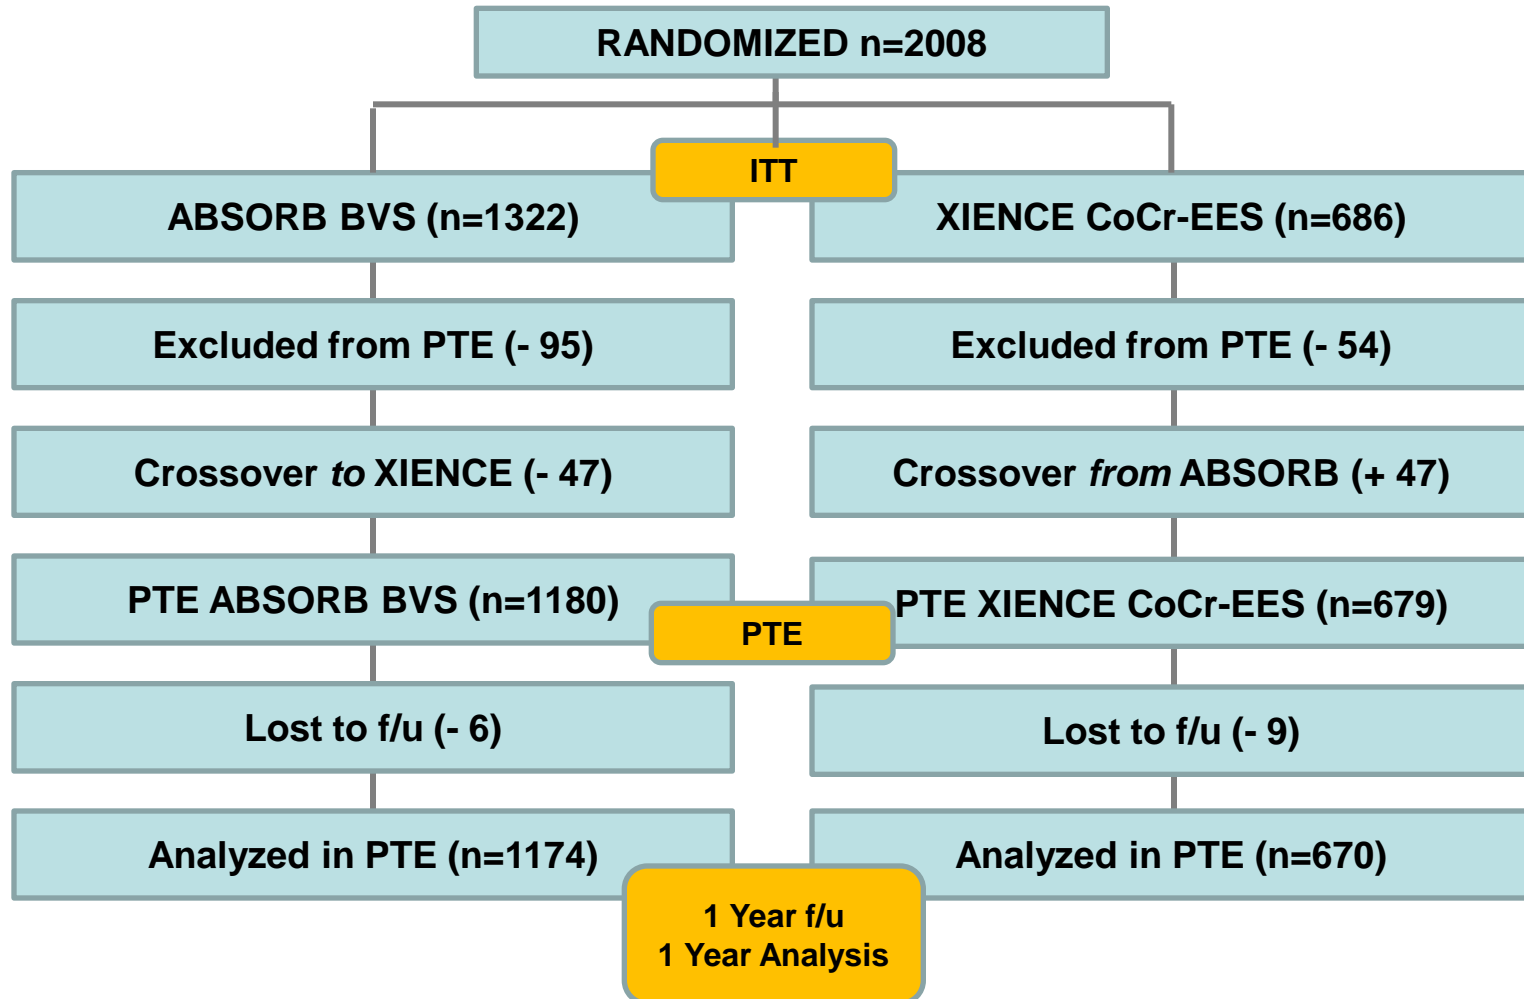 RANDOMIZED n=2008
ITT
ABSORB BVS (n=1322)
XIENCE CoCr-EES (n=686)
Excluded from PTE (- 95)
Excluded from PTE (- 54)
Crossover to XIENCE (- 47)
Crossover from ABSORB (+ 47)
PTE ABSORB BVS (n=1180)
PTE XIENCE CoCr-EES (n=679)
PTE
Lost to f/u (- 6)
Lost to f/u (- 9)
Analyzed in PTE (n=1174)
Analyzed in PTE (n=670)
1 Year f/u
1 Year Analysis